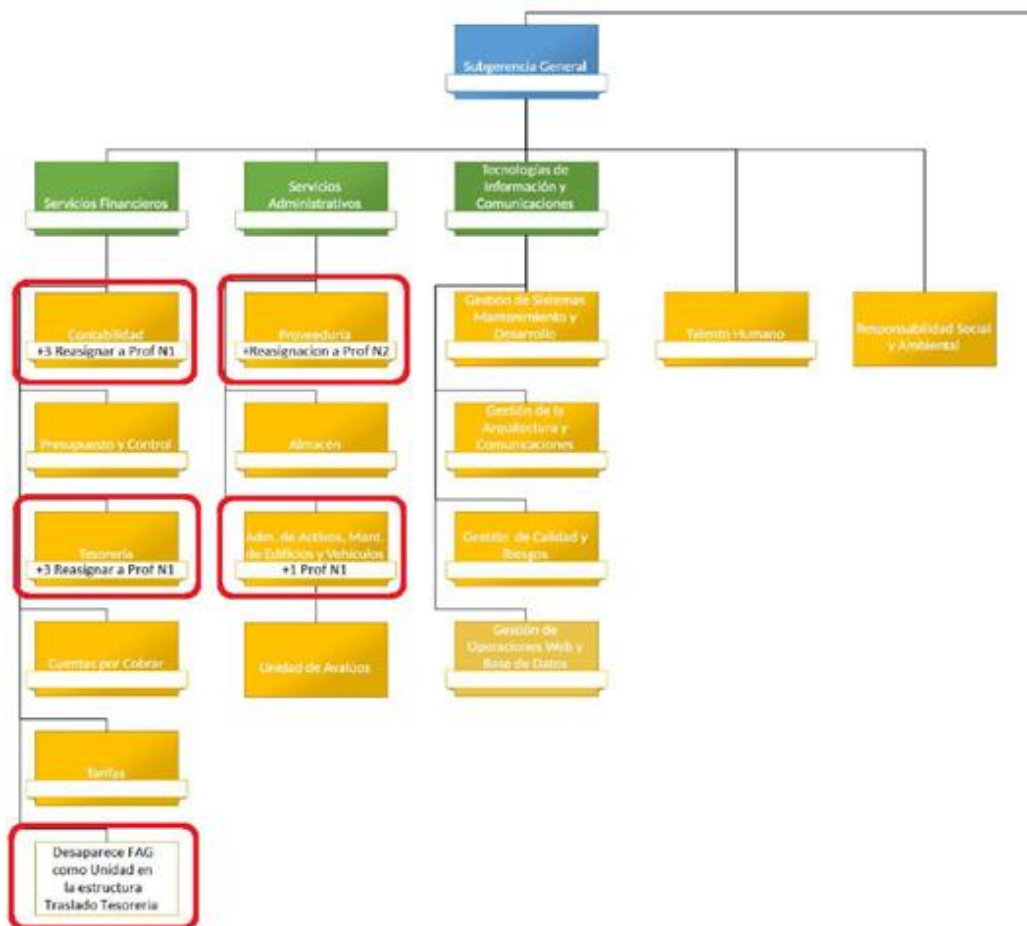 Subgerencia General
Servicios Financieros
Servicios
Administrativos
Tecnologías de
Información y
Comunicaciones
Contabilidad
+3 Reasignar a Prof N1
Proveeduría
+Reasignacion a Prof N2
Gestión de Sistemas
Mantenimiento y
Desarrollo
Talento Humano
Responsabilidad Social
y Ambiental
Presupuesto y Control
Almacén
Gestión de la
Arquitectura y
Comunicaciones
Tesorería
+3 Reasignar a Prof N1
Adm. de Activos, Mant.
de Edificios y Vehículos
+1 Prof N1
Gestión de Calidad y
Riesgos
Cuentas por Cobrar
Unidad de Avalúos
Gestión de
Operaciones Web y
Base de Datos
Tarifas
Desaparece FAG
como Unidad en
la estructura
Traslado Tesoreria